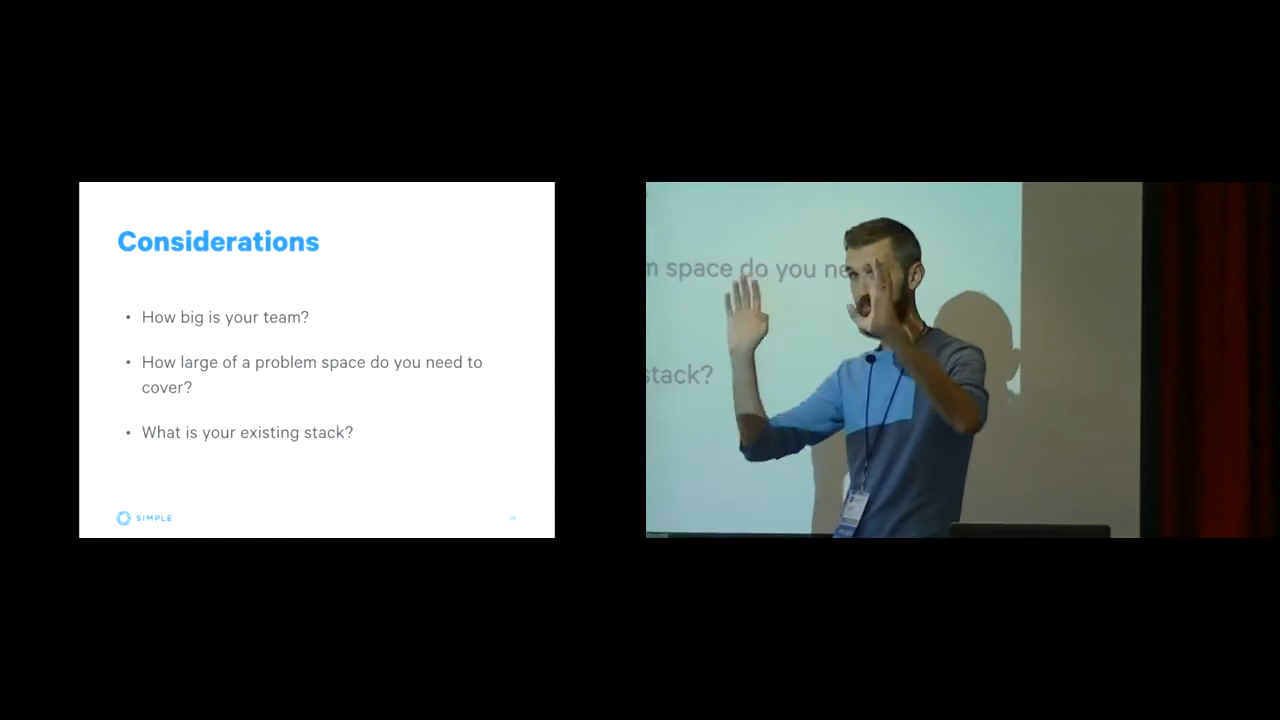 Considerations
• How big is your team?
• How large of a problem space do you need to
cover?
• What is your existing stack?
SIMPLE
m space do you ne
stack?